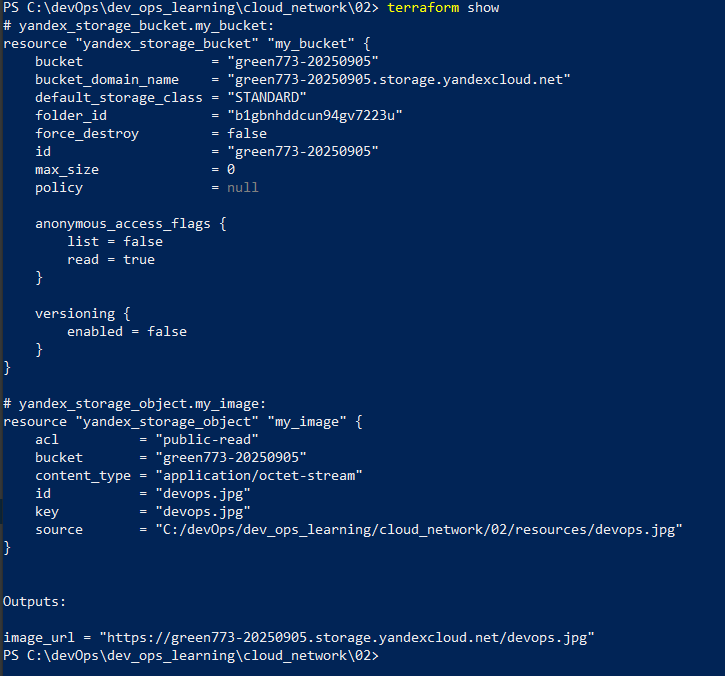 PS C:\devOps\dev_ops_learning\cloud_network\02> terraform show
# yandex_storage_bucket.my_bucket:
resource "yandex_storage_bucket" "my_bucket" {
    bucket                = "green773-20250905"
    bucket_domain_name    = "green773-20250905.storage.yandexcloud.net"
    default_storage_class = "STANDARD"
    folder_id             = "b1gbnhddcun94gv7223u"
    force_destroy         = false
    id                    = "green773-20250905"
    max_size              = 0
    policy                = null

    anonymous_access_flags {
        list = false
        read = true
    }

    versioning {
        enabled = false
    }
}

# yandex_storage_object.my_image:
resource "yandex_storage_object" "my_image" {
    acl          = "public-read"
    bucket       = "green773-20250905"
    content_type = "application/octet-stream"
    id           = "devops.jpg"
    key          = "devops.jpg"
    source       = "C:/devOps/dev_ops_learning/cloud_network/02/resources/devops.jpg"
}


Outputs:

image_url = "https://green773-20250905.storage.yandexcloud.net/devops.jpg"
PS C:\devOps\dev_ops_learning\cloud_network\02>